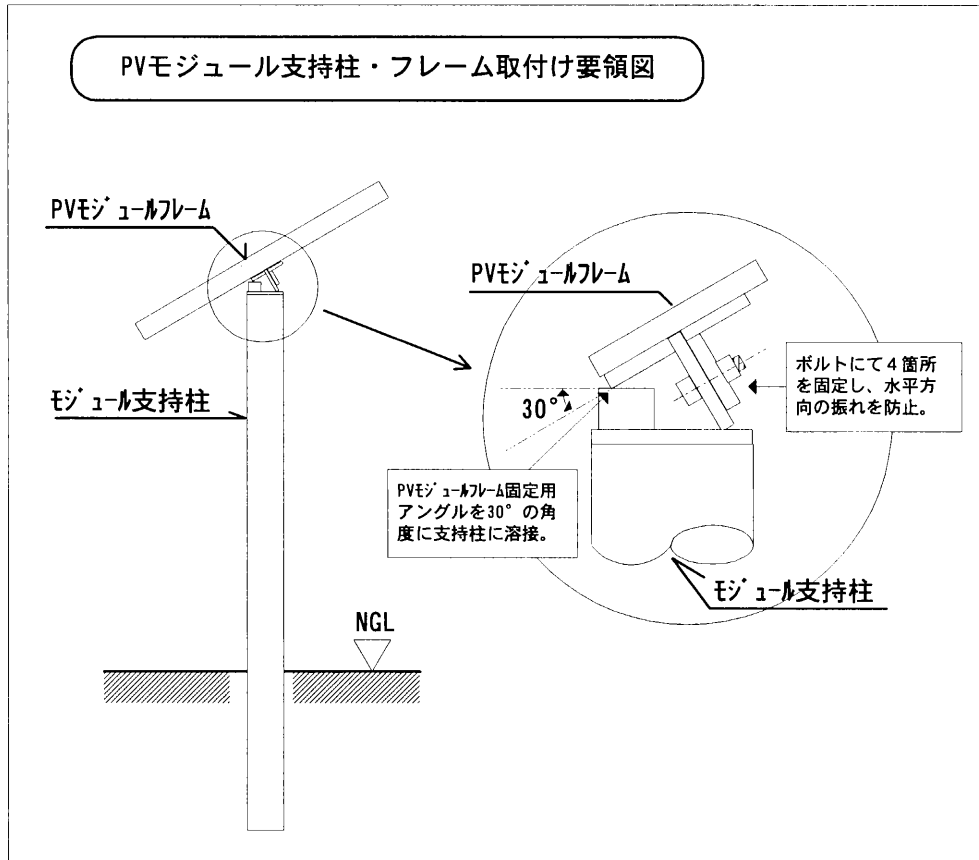 PVモジュール支持柱・フレーム取付け要領図
PVモジュールフレーム
モジュール支持柱
NGL
PVモジュールフレーム
30°
ボルトにて4箇所
を固定し、水平方
向の振れを防止。
PVモジュールフレーム固定用
アングルを30°の角
度に支持柱に溶接。
モジュール支持柱